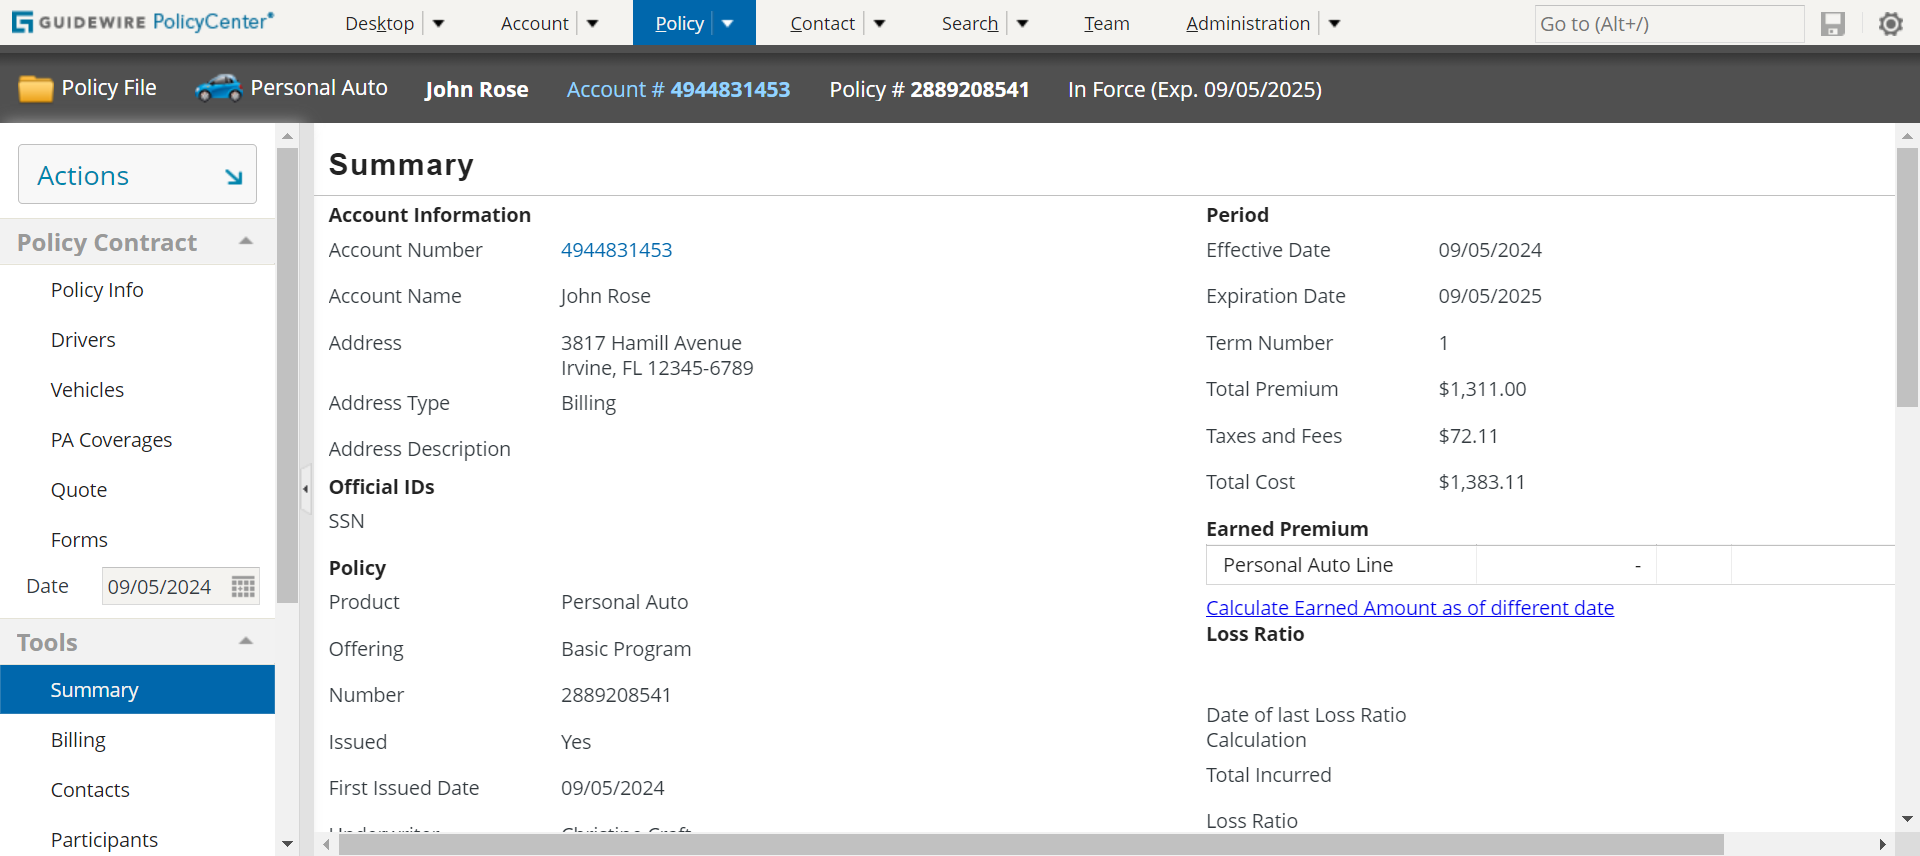 GUIDEWIRE PolicyCenter®
Desktop
Account
Policy
Contact
Search
Team
Administration
Go to (Alt+/)
Policy File
Personal Auto
John Rose
Account # 4944831453
Policy # 2889208541
In Force (Exp. 09/05/2025)
Actions
Policy Contract
Policy Info
Drivers
Vehicles
PA Coverages
Quote
Forms
Date 09/05/2024
Tools
Summary
Billing
Contacts
Participants
Summary
Account Information
Account Number 4944831453
Account Name John Rose
Address 3817 Hamill Avenue
Irvine, FL 12345-6789
Address Type Billing
Address Description
Official IDs
SSN
Policy
Product Personal Auto
Offering Basic Program
Number 2889208541
Issued Yes
First Issued Date 09/05/2024
Period
Effective Date 09/05/2024
Expiration Date 09/05/2025
Term Number 1
Total Premium $1,311.00
Taxes and Fees $72.11
Total Cost $1,383.11
Earned Premium
Personal Auto Line -
Calculate Earned Amount as of different date
Loss Ratio
Date of last Loss Ratio
Calculation
Total Incurred
Loss Ratio